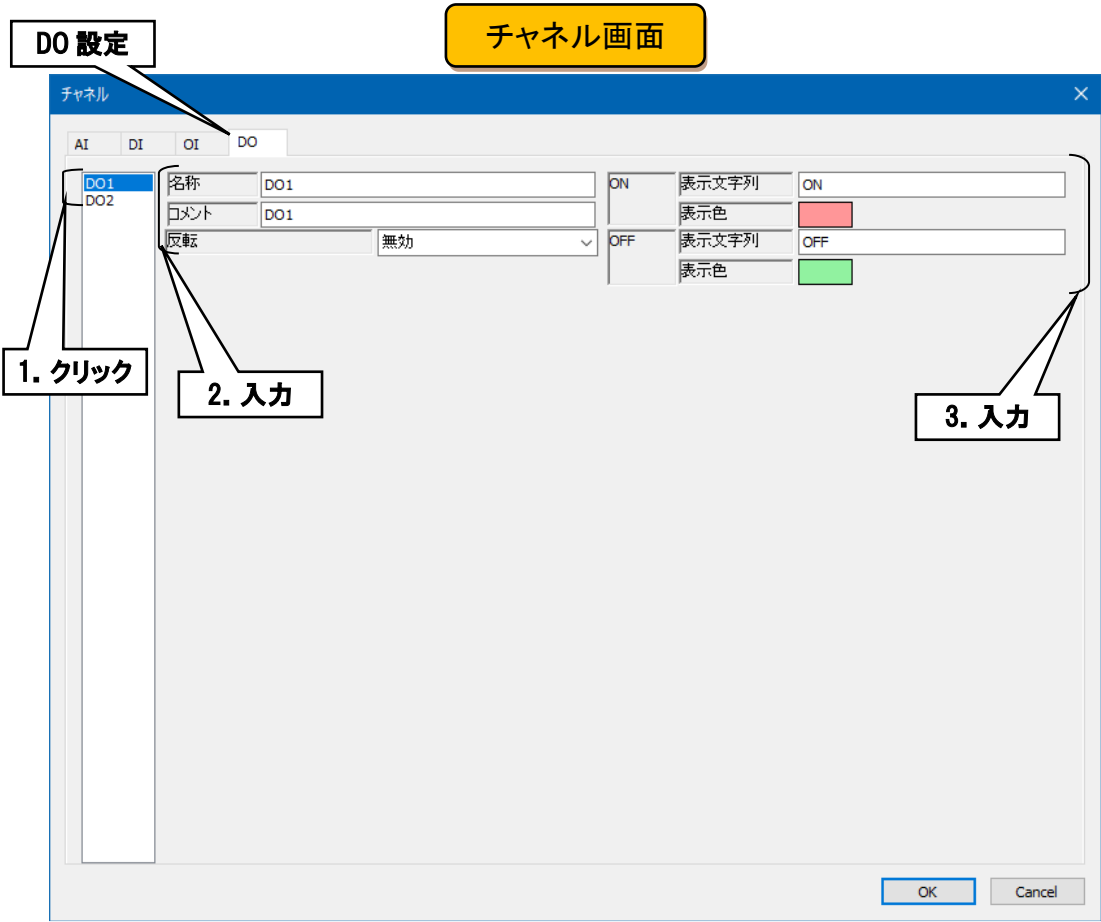 チャネル画面
DO 設定
チャネル
AI DI OI DO
DO1
DO2
名称 DO1
コメント DO1
反転 無効
ON 表示文字列 ON
表示色
OFF 表示文字列 OFF
表示色
1. クリック
2. 入力
3. 入力
OK Cancel